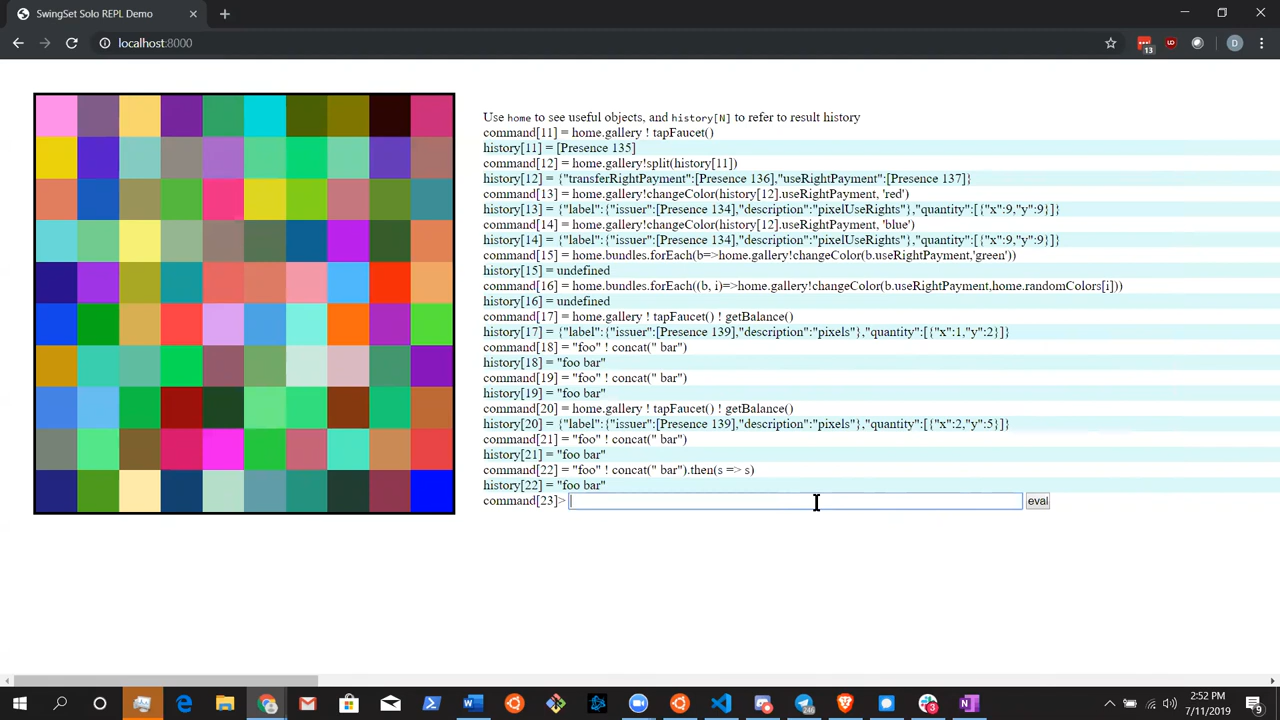 SwingSet Solo REPL Demo
localhost:8000
13
D
Use home to see useful objects, and history[N] to refer to result history
command[11] = home.gallery ! tapFaucet()
history[11] = [Presence 135]
command[12] = home.gallery!split(history[11])
history[12] = {"transferRightPayment":[Presence 136],"useRightPayment":[Presence 137]}
command[13] = home.gallery!changeColor(history[12].useRightPayment, 'red')
history[13] = {"label":{"issuer":[Presence 134],"description":"pixelUseRights"},"quantity":[{"x":9,"y":9}]}
command[14] = home.gallery!changeColor(history[12].useRightPayment, 'blue')
history[14] = {"label":{"issuer":[Presence 134],"description":"pixelUseRights"},"quantity":[{"x":9,"y":9}]}
command[15] = home.bundles.forEach(b=>home.gallery!changeColor(b.useRightPayment,'green'))
history[15] = undefined
command[16] = home.bundles.forEach((b, i)=>home.gallery!changeColor(b.useRightPayment,home.randomColors[i]))
history[16] = undefined
command[17] = home.gallery ! tapFaucet() ! getBalance()
history[17] = {"label":{"issuer":[Presence 139],"description":"pixels"},"quantity":[{"x":1,"y":2}]}
command[18] = "foo" ! concat(" bar")
history[18] = "foo bar"
command[19] = "foo" ! concat(" bar")
history[19] = "foo bar"
command[20] = home.gallery ! tapFaucet() ! getBalance()
history[20] = {"label":{"issuer":[Presence 139],"description":"pixels"},"quantity":[{"x":2,"y":5}]}
command[21] = "foo" ! concat(" bar")
history[21] = "foo bar"
command[22] = "foo" ! concat(" bar").then(s => s)
history[22] = "foo bar"
command[23]> eval
2:52 PM
7/11/2019